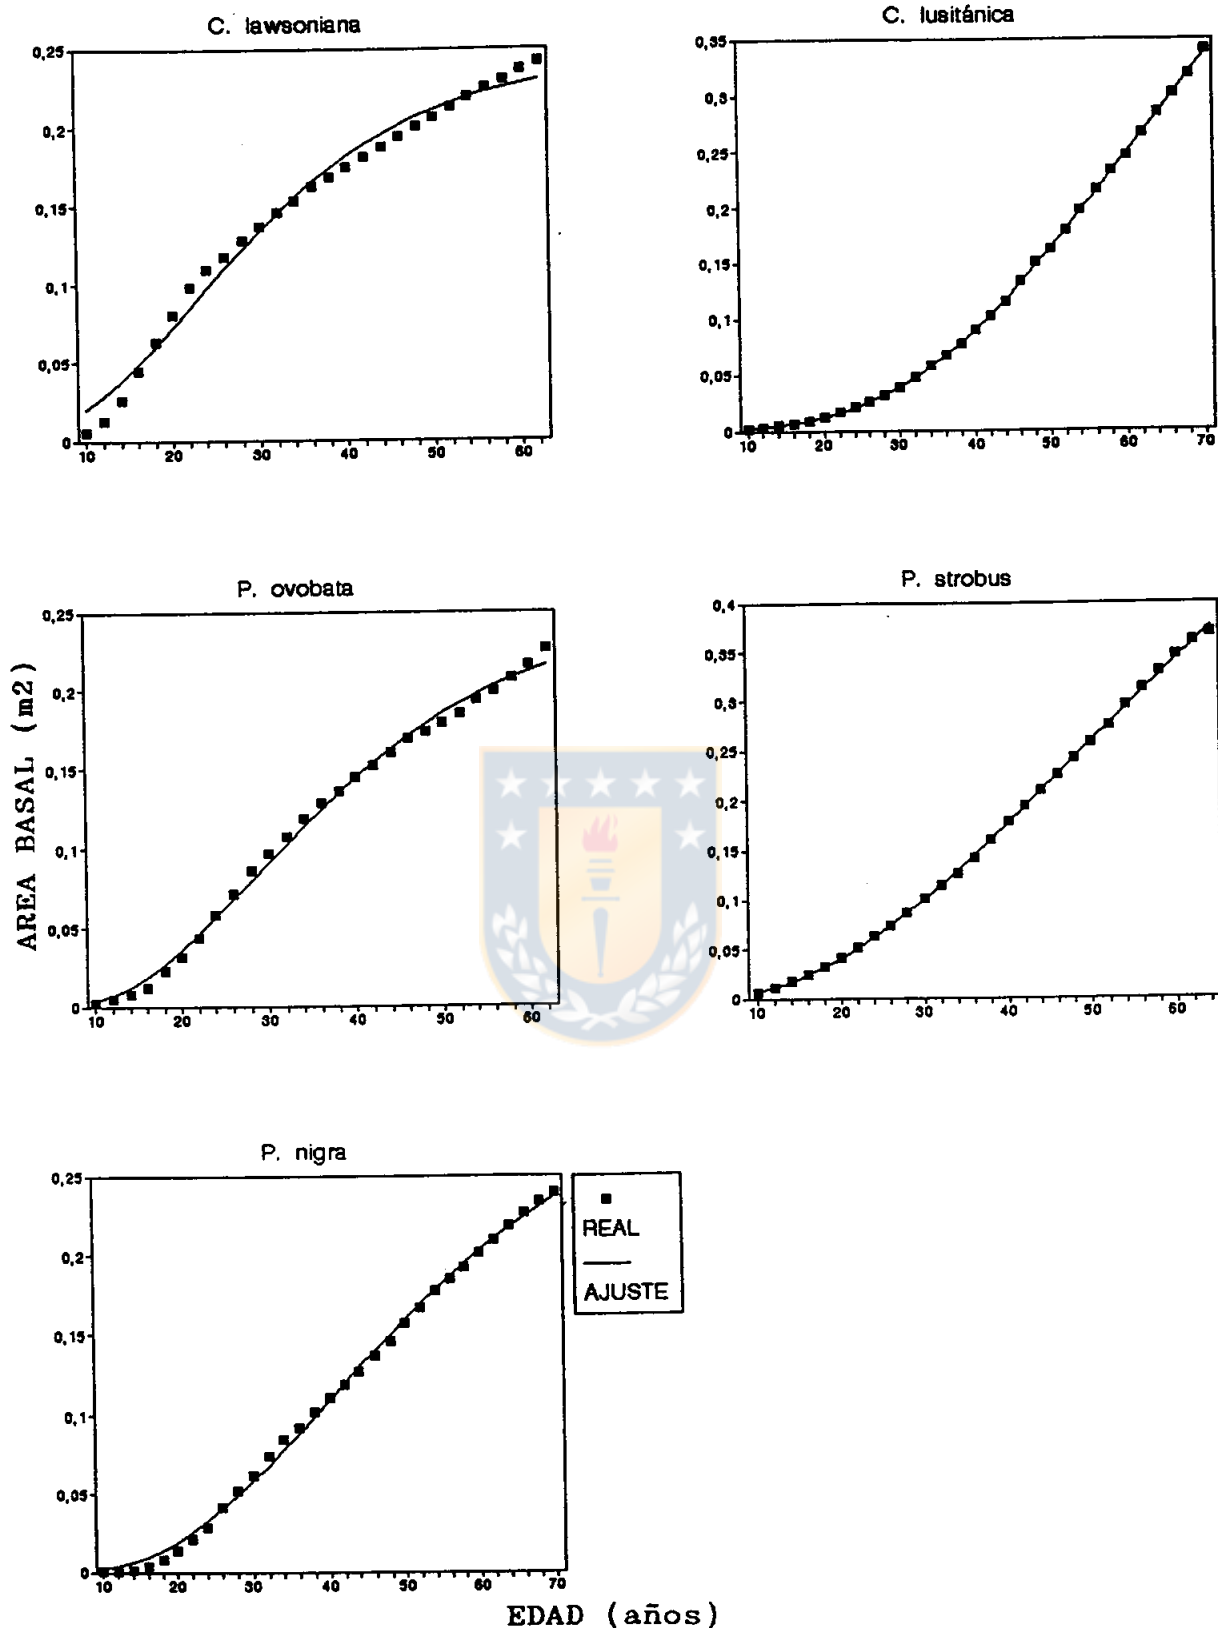 C. lawsoniana
0,25
0,2
0,15
0,1
0,05
0
10 20 30 40 50 60
C. lusitánica
0,35
0,3
0,25
0,2
0,15
0,1
0,05
0
10 20 30 40 50 60 70
P. ovobata
0,25
0,2
0,15
0,1
0,05
0
10 20 30 40 50 60
P. strobus
0,4
0,35
0,3
0,25
0,2
0,15
0,1
0,05
0
10 20 30 40 50 60
AREA BASAL (m2)
P. nigra
0,25
0,2
0,15
0,1
0,05
0
10 20 30 40 50 60 70
REAL
AJUSTE
EDAD (años)